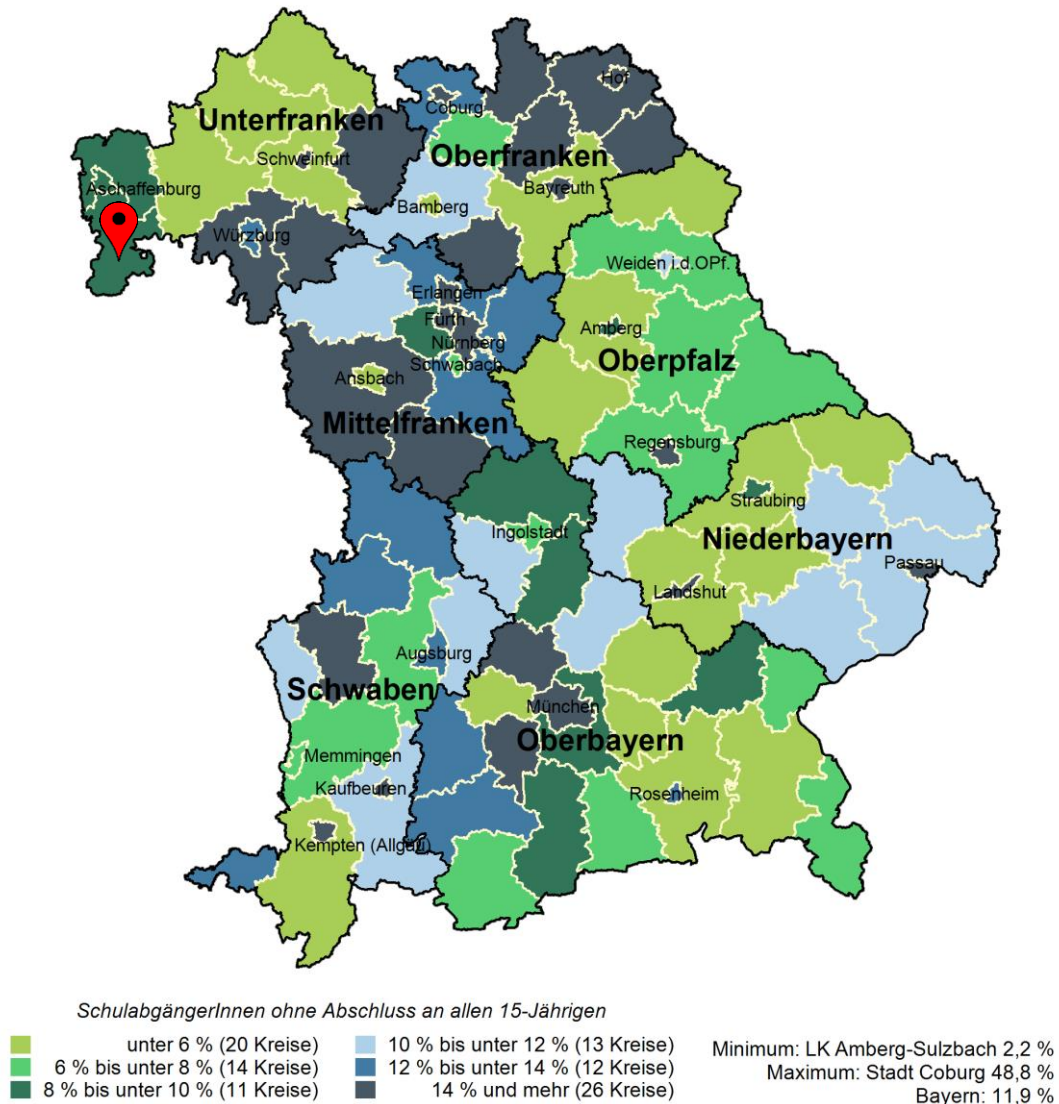 Hof
Coburg
Unterfranken
Oberfranken
Schweinfurt
Aschaffenburg
Bayreuth
Bamberg
Würzburg
Weiden i.d.OPf.
Erlangen
Fürth
Amberg
Nürnberg
Oberpfalz
Schwabach
Ansbach
Mittelfranken
Regensburg
Straubing
Ingolstadt
Niederbayern
Passau
Landshut
Augsburg
Schwaben
München
Oberbayern
Memmingen
Kaufbeuren
Rosenheim
Kempten (Allgäu)
SchulabgängerInnen ohne Abschluss an allen 15-Jährigen
unter 6 % (20 Kreise)
6 % bis unter 8 % (14 Kreise)
8 % bis unter 10 % (11 Kreise)
10 % bis unter 12 % (13 Kreise)
12 % bis unter 14 % (12 Kreise)
14 % und mehr (26 Kreise)
Minimum: LK Amberg-Sulzbach 2,2 %
Maximum: Stadt Coburg 48,8 %
Bayern: 11,9 %